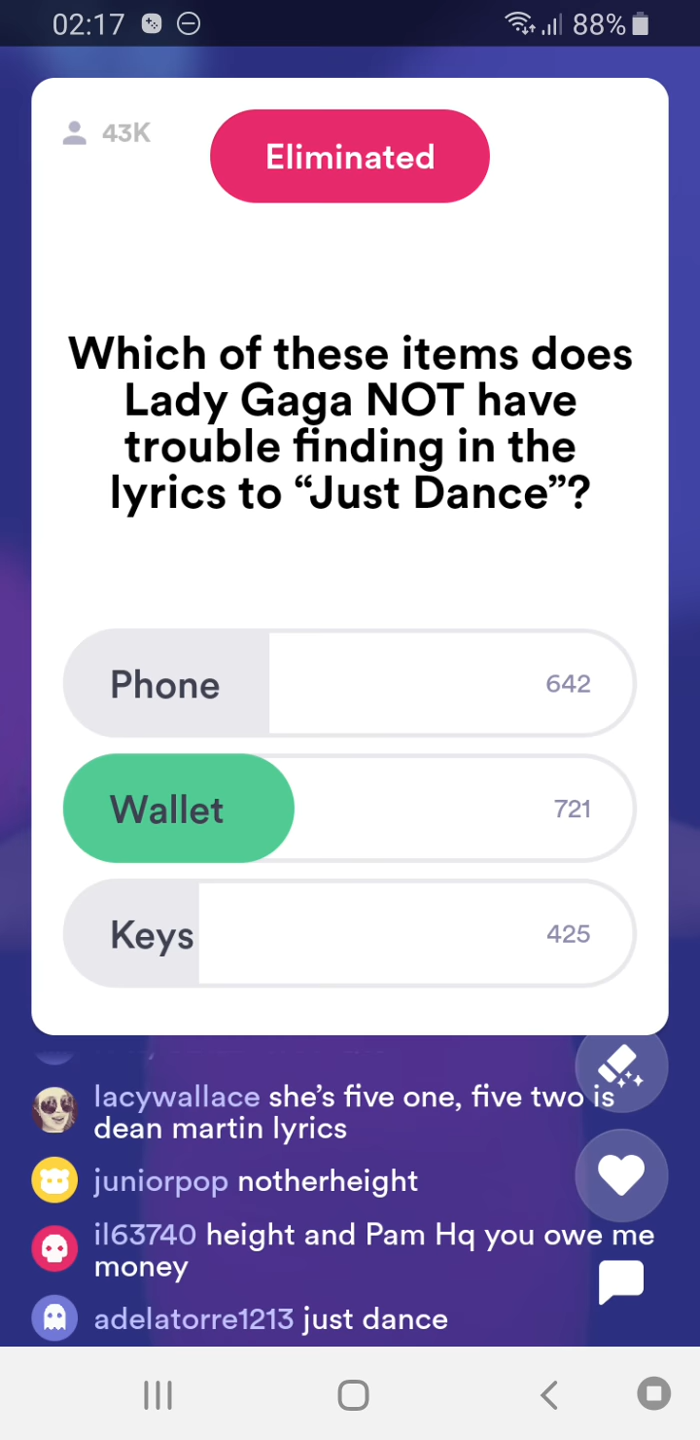 02:17
88%
43K
Eliminated
Which of these items does
Lady Gaga NOT have
trouble finding in the
lyrics to “Just Dance”?
Phone
642
Wallet
721
Keys
425
lacywallace she’s five one, five two is
dean martin lyrics
juniorpop notherheight
il63740 height and Pam Hq you owe me
money
adelatorre1213 just dance